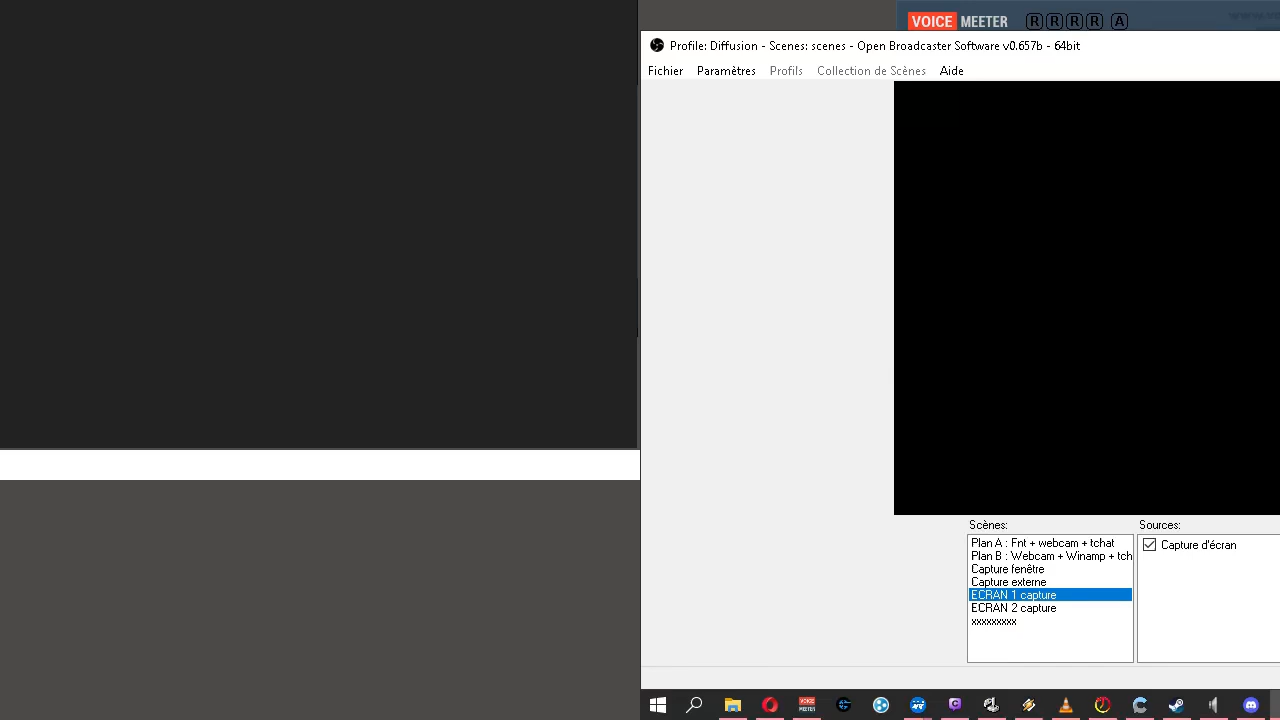 VOICE MEETER R R R R A
Profile: Diffusion - Scenes: scenes - Open Broadcaster Software v0.657b - 64bit
Fichier Paramètres Profils Collection de Scènes Aide
Scènes: Sources:
Plan A : Fnt + webcam + tchat
Plan B : Webcam + Winamp + tch
Capture fenêtre
Capture externe
ECRAN 1 capture
ECRAN 2 capture
xxxxxxxxx
Capture d'écran
VOICE MEETER